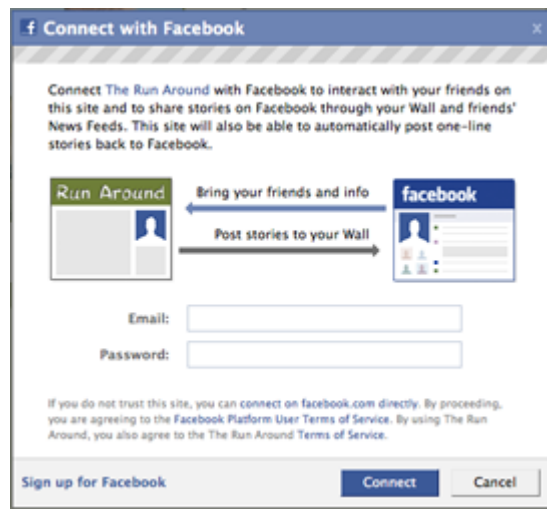 f Connect with Facebook x
Connect The Run Around with Facebook to interact with your friends on
this site and to share stories on Facebook through your Wall and friends'
News Feeds. This site will also be able to automatically post one-line
stories back to Facebook.
Run Around
Bring your friends and info
facebook
Post stories to your Wall
Email:
Password:
If you do not trust this site, you can connect on facebook.com directly. By proceeding,
you are agreeing to the Facebook Platform User Terms of Service. By using The Run
Around, you also agree to the The Run Around Terms of Service.
Sign up for Facebook
Connect
Cancel